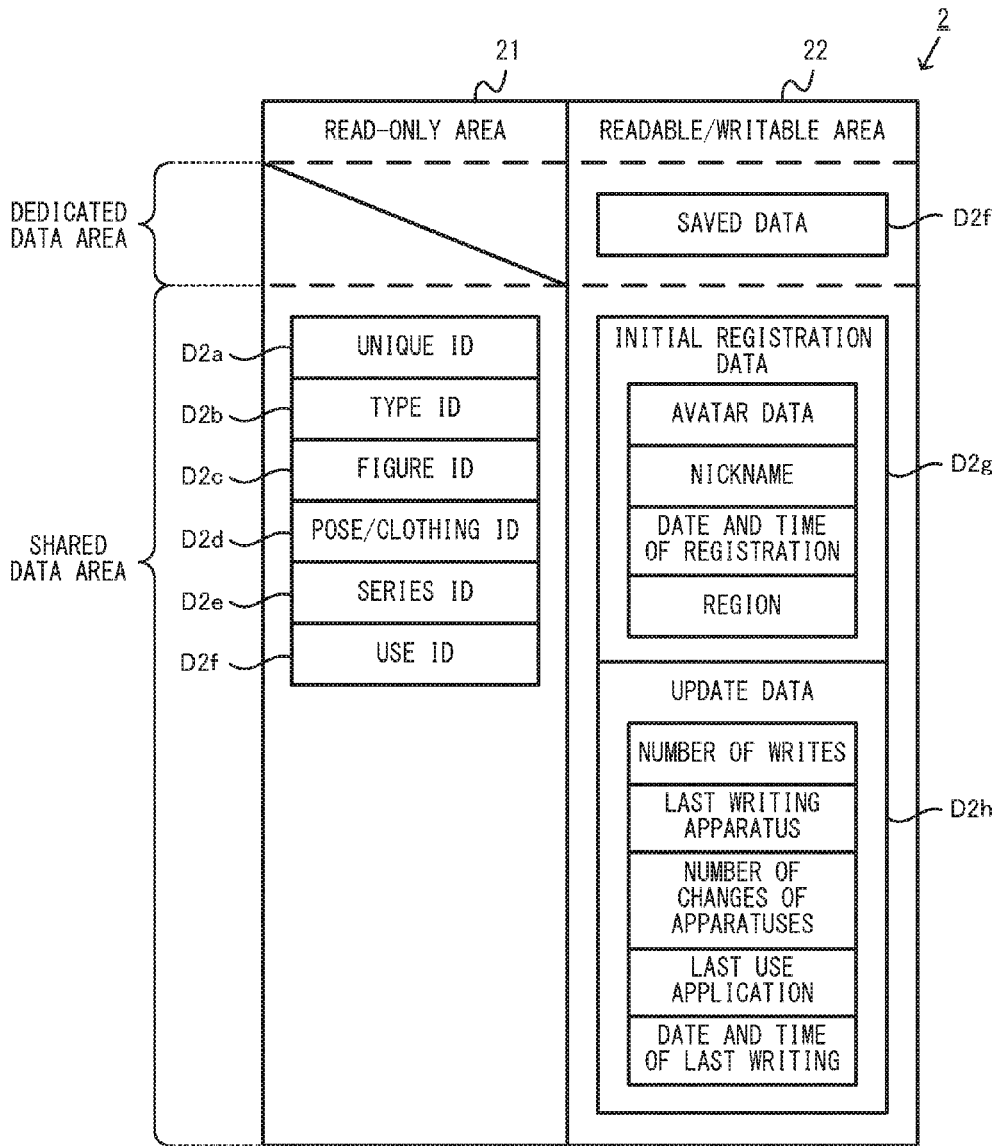 2
21
22
READ-ONLY AREA
READABLE/WRITABLE AREA
DEDICATED
DATA AREA
SAVED DATA
D2f
SHARED
DATA AREA
D2a
UNIQUE ID
D2b
TYPE ID
D2c
FIGURE ID
D2d
POSE/CLOTHING ID
D2e
SERIES ID
D2f
USE ID
INITIAL REGISTRATION
DATA
AVATAR DATA
NICKNAME
DATE AND TIME
OF REGISTRATION
REGION
D2g
UPDATE DATA
NUMBER OF WRITES
LAST WRITING
APPARATUS
NUMBER OF
CHANGES OF
APPARATUSES
LAST USE
APPLICATION
DATE AND TIME
OF LAST WRITING
D2h